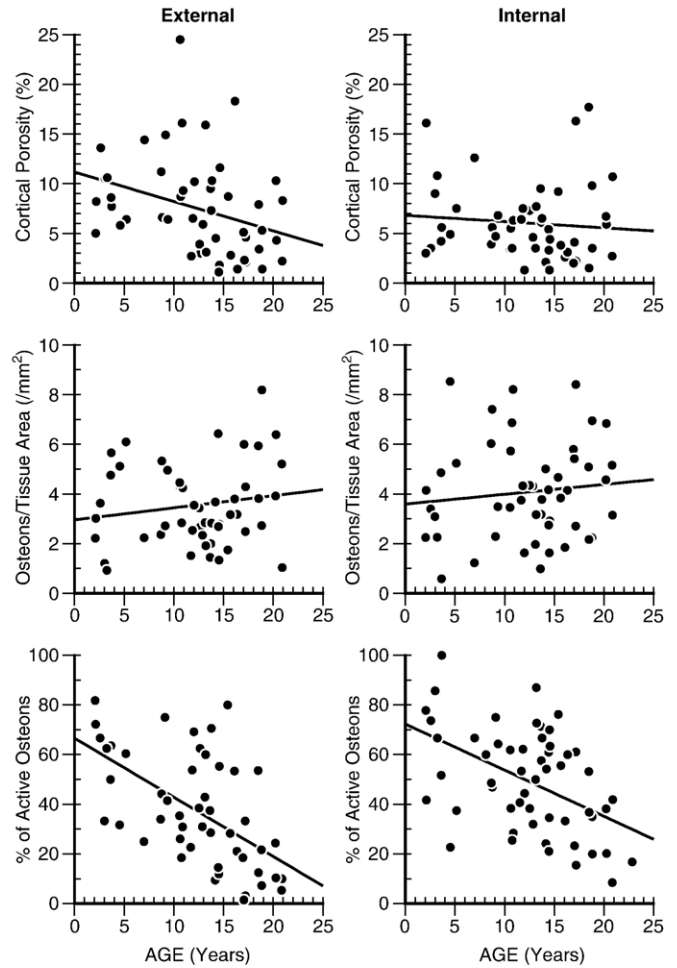 External Internal
Cortical Porosity (%)
25
20
15
10
5
0
0 5 10 15 20 25
Cortical Porosity (%)
25
20
15
10
5
0
0 5 10 15 20 25
Osteons/Tissue Area (/mm²)
10
8
6
4
2
0
0 5 10 15 20 25
Osteons/Tissue Area (/mm²)
10
8
6
4
2
0
0 5 10 15 20 25
% of Active Osteons
100
80
60
40
20
0
0 5 10 15 20 25
AGE (Years)
% of Active Osteons
100
80
60
40
20
0
0 5 10 15 20 25
AGE (Years)